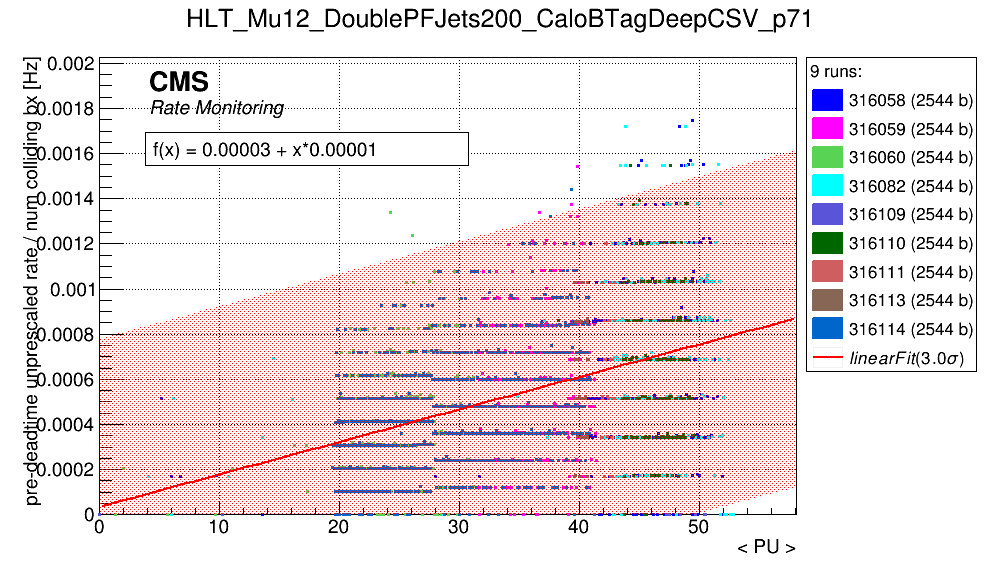 HLT_Mu12_DoublePFJets200_CaloBTagDeepCSV_p71
pre-deadtime unprescaled rate / num colliding bx [Hz]
0.002
0.0018
0.0016
0.0014
0.0012
0.001
0.0008
0.0006
0.0004
0.0002
0
CMS
Rate Monitoring
f(x) = 0.00003 + x*0.00001
0 10 20 30 40 50
< PU >
9 runs:
316058 (2544 b)
316059 (2544 b)
316060 (2544 b)
316082 (2544 b)
316109 (2544 b)
316110 (2544 b)
316111 (2544 b)
316113 (2544 b)
316114 (2544 b)
linearFit(3.0σ)